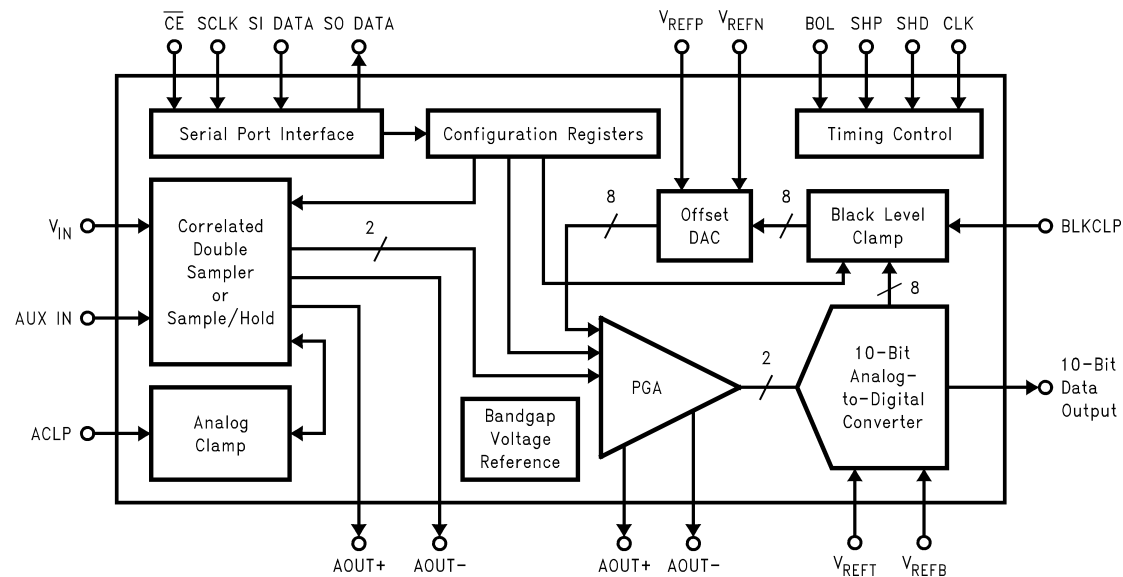 CE SCLK SI DATA SO DATA VREFP VREFN BOL SHP SHD CLK
Serial Port Interface
Configuration Registers
Timing Control
VIN
AUX IN
ACLP
Correlated
Double
Sampler
or
Sample/Hold
2
8
Offset
DAC
8
Black Level
Clamp
BLKCLP
8
Analog
Clamp
Bandgap
Voltage
Reference
PGA
2
10-Bit
Analog-
to-Digital
Converter
10-Bit
Data
Output
AOUT+ AOUT- AOUT+ AOUT- VREFT VREFB